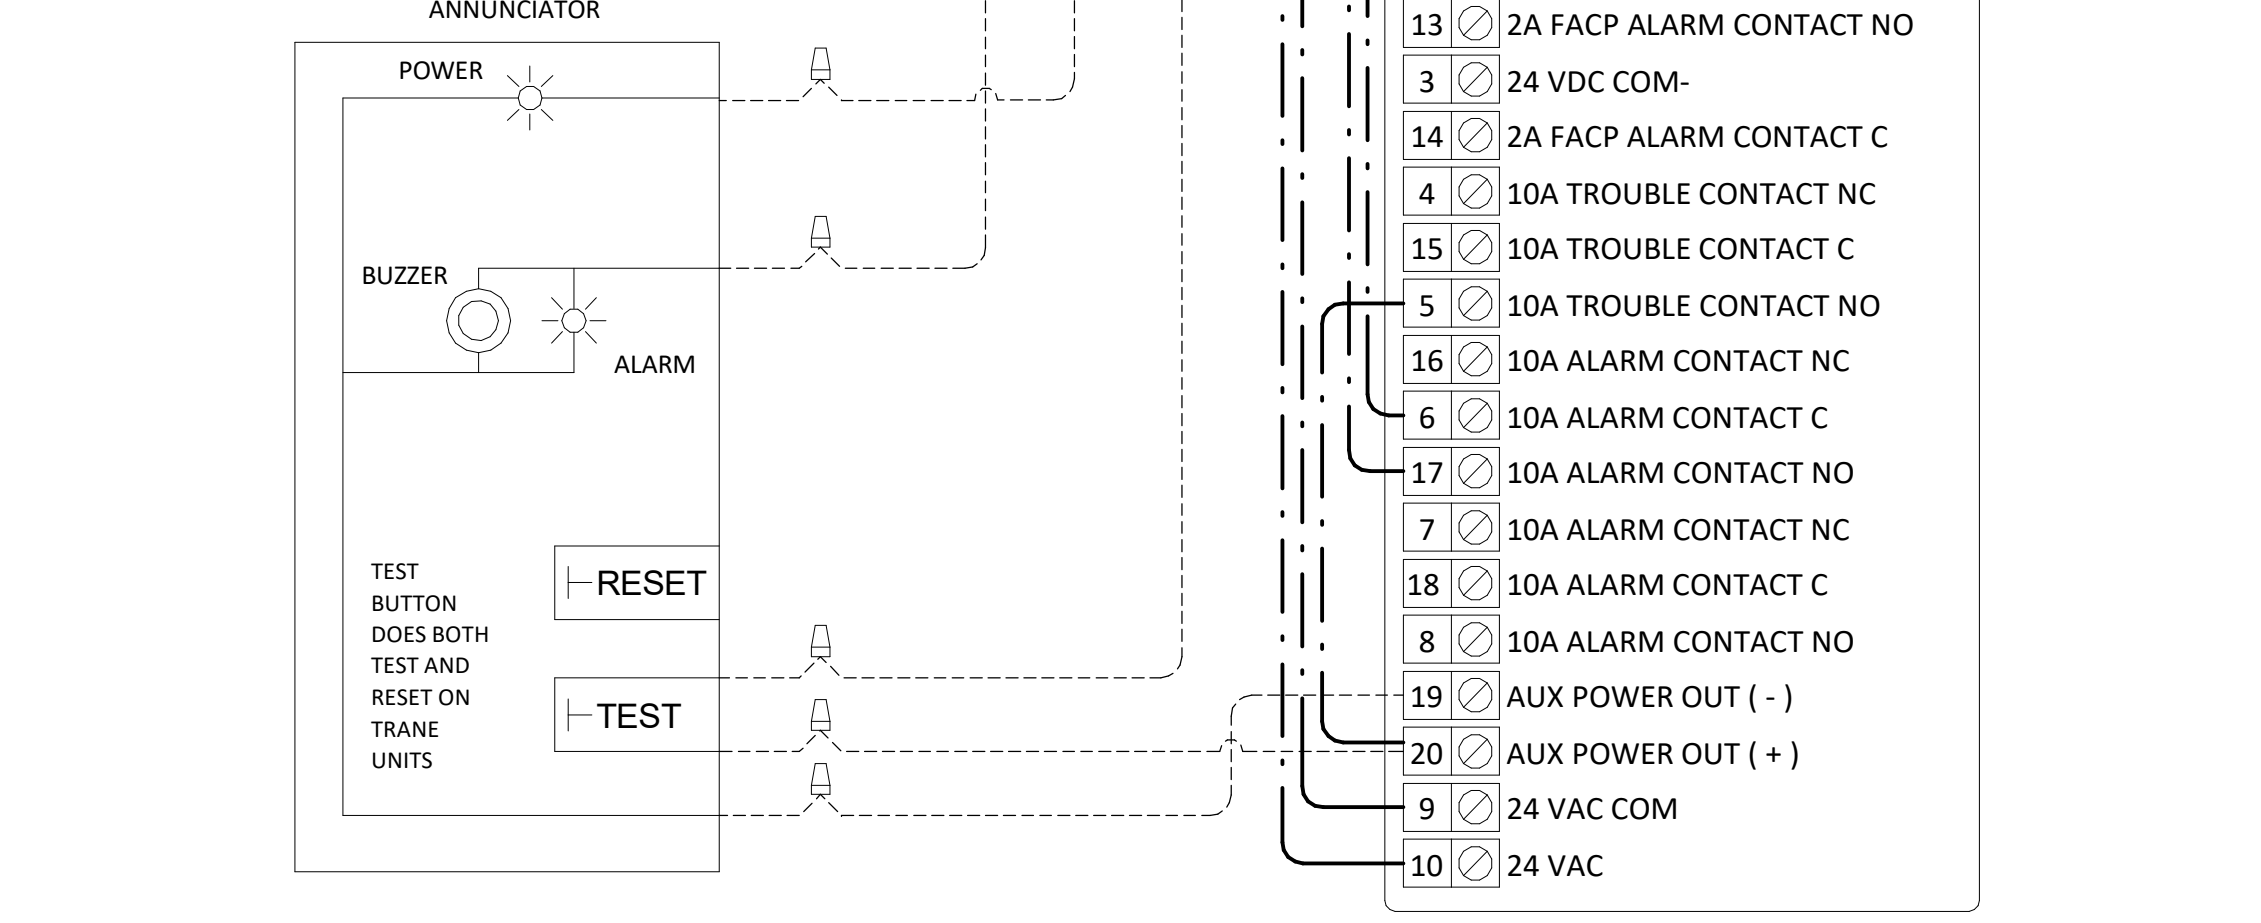 ANNUNCIATOR
POWER
BUZZER
ALARM
TEST
BUTTON
DOES BOTH
TEST AND
RESET ON
TRANE
UNITS
RESET
TEST
13 2A FACP ALARM CONTACT NO
3 24 VDC COM-
14 2A FACP ALARM CONTACT C
4 10A TROUBLE CONTACT NC
15 10A TROUBLE CONTACT C
5 10A TROUBLE CONTACT NO
16 10A ALARM CONTACT NC
6 10A ALARM CONTACT C
17 10A ALARM CONTACT NO
7 10A ALARM CONTACT NC
18 10A ALARM CONTACT C
8 10A ALARM CONTACT NO
19 AUX POWER OUT ( - )
20 AUX POWER OUT ( + )
9 24 VAC COM
10 24 VAC